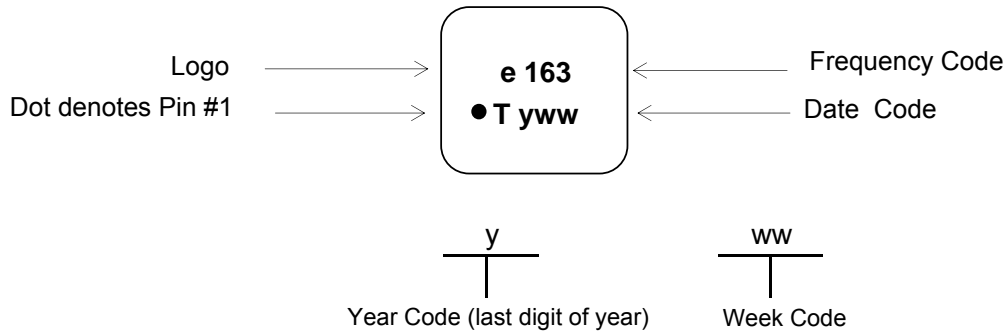 Logo
e 163
Frequency Code
Dot denotes Pin #1
T yww
Date Code
y
ww
Year Code (last digit of year)
Week Code